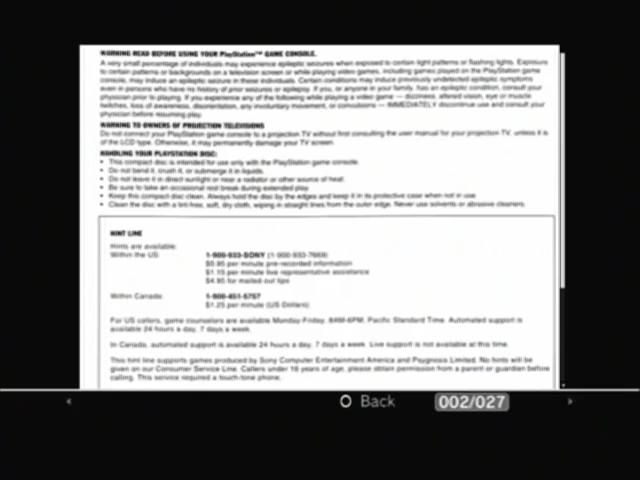 WARNING READ BEFORE USING YOUR PlayStation™ GAME CONSOLE.
A very small percentage of individuals may experience epileptic seizures when exposed to certain light patterns or flashing lights. Exposure
to certain patterns or backgrounds on a television screen or while playing video games, including games played on the PlayStation game
console, may induce an epileptic seizure in these individuals. Certain conditions may induce previously undetected epileptic symptoms
even in persons who have no history of prior seizures or epilepsy. If you, or anyone in your family, has an epileptic condition, consult your
physician prior to playing. If you experience any of the following while playing a video game — dizziness, altered vision, eye or muscle
twitches, loss of awareness, disorientation, any involuntary movement, or convulsions — IMMEDIATELY discontinue use and consult your
physician before resuming play.
WARNING TO OWNERS OF PROJECTION TELEVISIONS
Do not connect your PlayStation game console to a projection TV without first consulting the user manual for your projection TV, unless it is
of the LCD type. Otherwise, it may permanently damage your TV screen.
HANDLING YOUR PLAYSTATION DISC:
• This compact disc is intended for use only with the PlayStation game console.
• Do not bend it, crush it, or submerge it in liquids.
• Do not leave it in direct sunlight or near a radiator or other source of heat.
• Be sure to take an occasional rest break during extended play.
• Keep this compact disc clean. Always hold the disc by the edges and keep it in its protective case when not in use.
• Clean the disc with a lint-free, soft, dry cloth, wiping in straight lines from the outer edge. Never use solvents or abrasive cleaners.
HINT LINE
Hints are available:
Within the US: 1-900-933-SONY (1-900-933-7669)
$0.95 per minute pre-recorded information
$1.15 per minute live representative assistance
$4.95 for mailed out tips
Within Canada: 1-900-451-5757
$1.25 per minute (US Dollars)
For US callers, game counselors are available Monday-Friday, 8AM-6PM, Pacific Standard Time. Automated support is
available 24 hours a day, 7 days a week.
In Canada, automated support is available 24 hours a day, 7 days a week. Live support is not available at this time.
This hint line supports games produced by Sony Computer Entertainment America and Psygnosis Limited. No hints will be
given on our Consumer Service Line. Callers under 18 years of age, please obtain permission from a parent or guardian before
calling. This service required a touch-tone phone.
Back 002/027